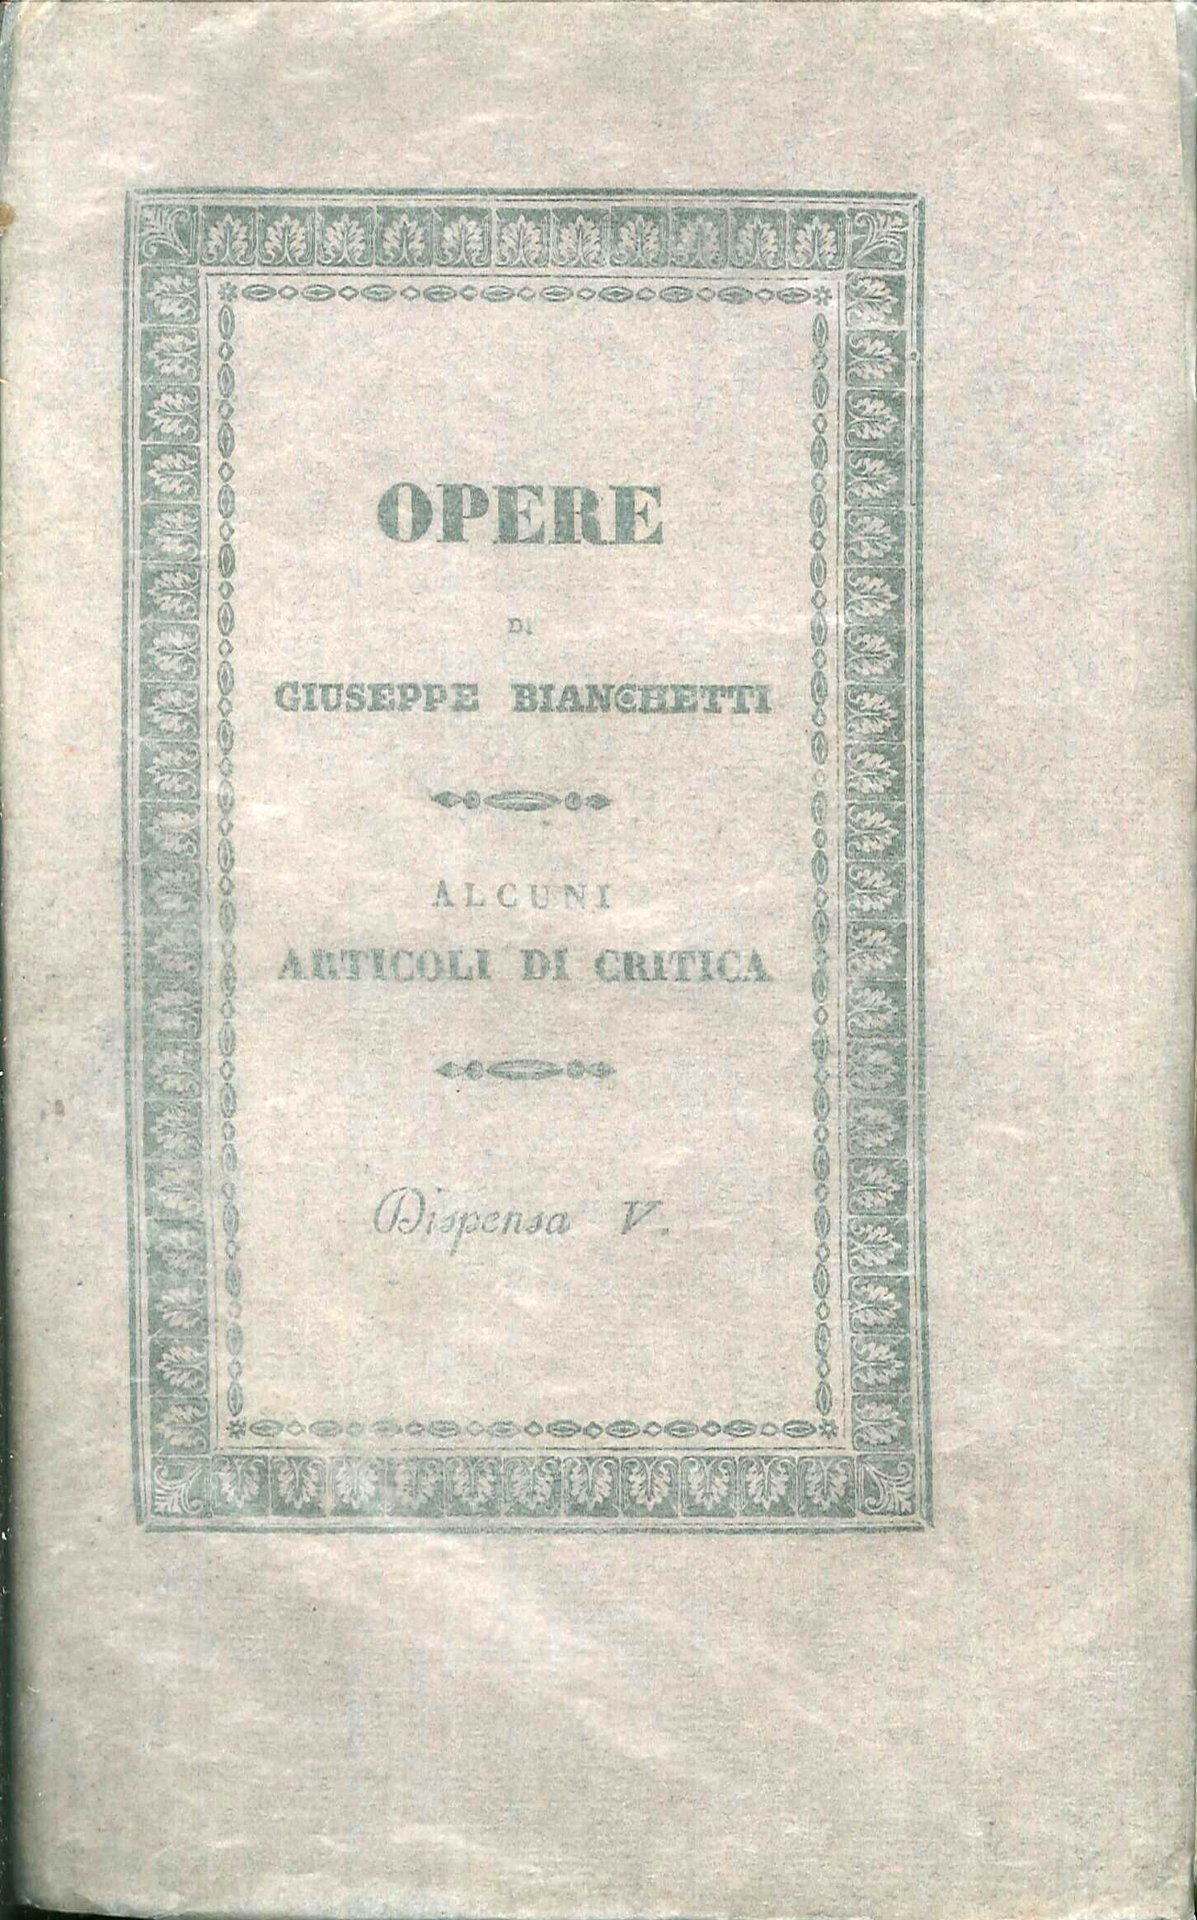 OPERE
DI
GIUSEPPE BIANCHETTI
ALCUNI
ARTICOLI DI CRITICA
Dispensa V.